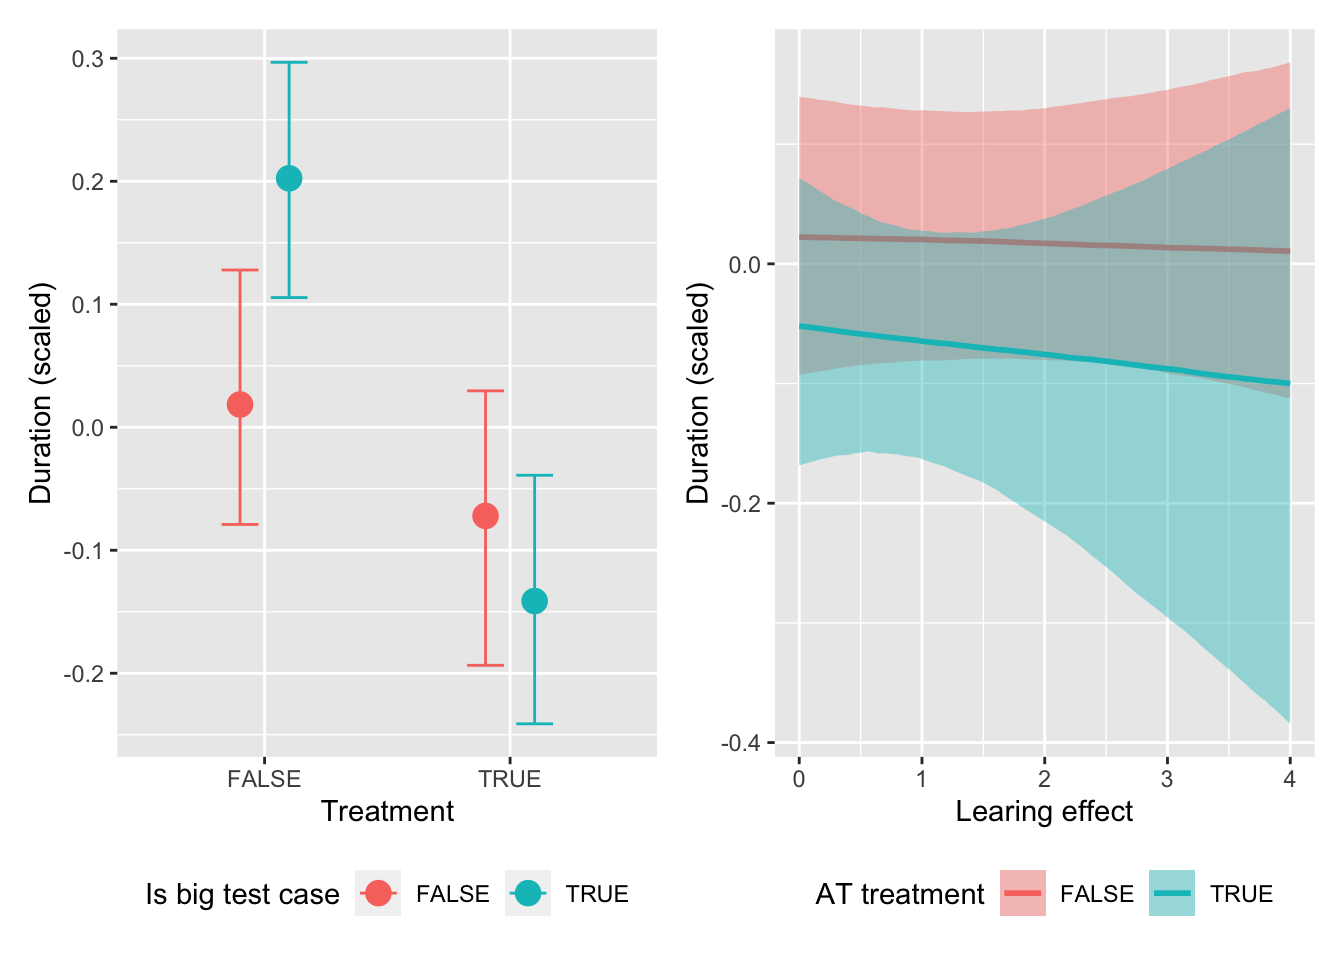 Duration (scaled)
0.3
0.2
0.1
0.0
-0.1
-0.2
FALSE TRUE
Treatment
Is big test case FALSE TRUE
Duration (scaled)
0.0
-0.2
-0.4
0 1 2 3 4
Learing effect
AT treatment FALSE TRUE